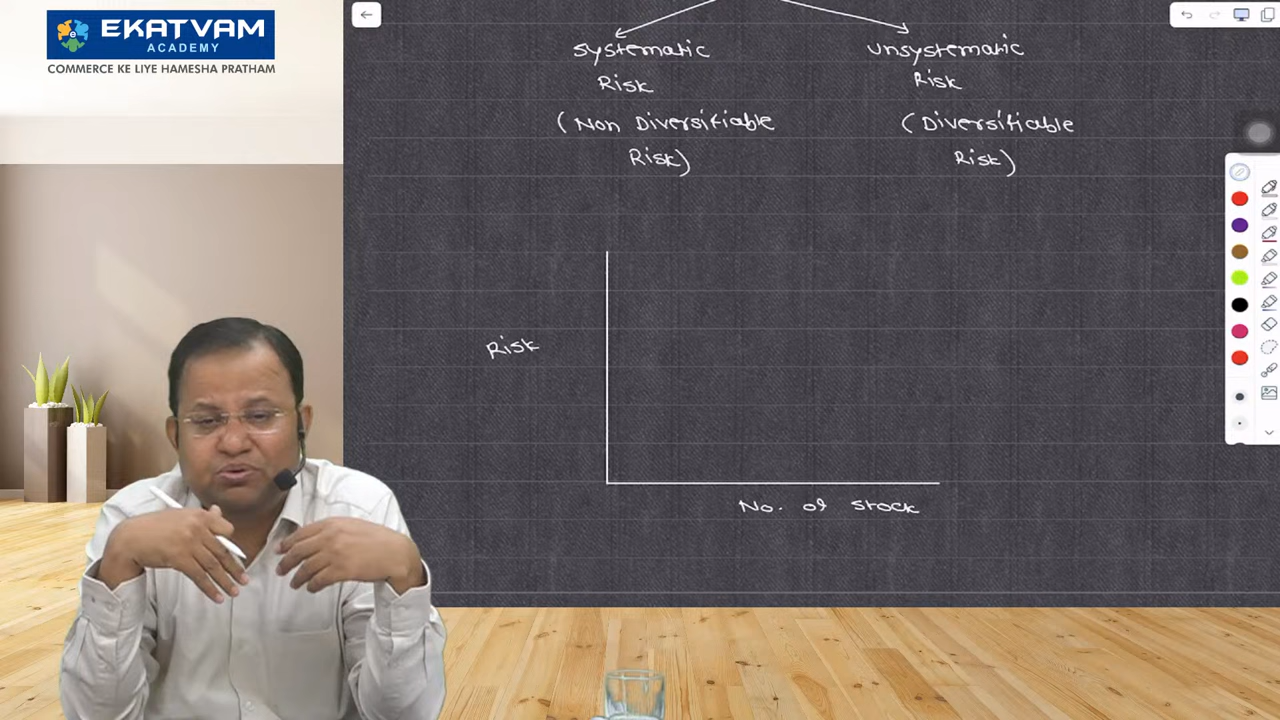 EKATVAM
ACADEMY
COMMERCE KE LIYE HAMESHA PRATHAM
systematic
Risk
(Non Diversifiable
Risk)
unsystematic
Risk
(Diversifiable
Risk)
Risk
No. of stock